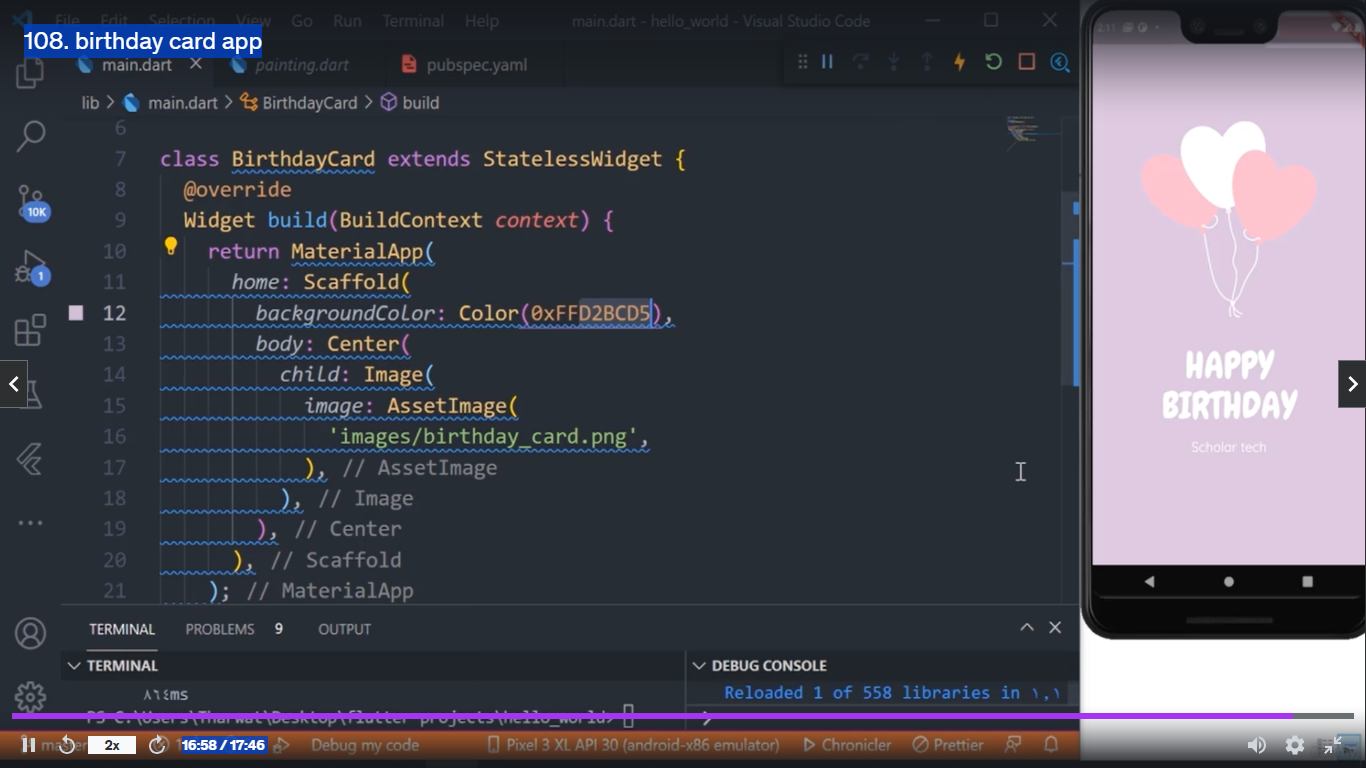 File Edit Selection View Go Run Terminal Help main.dart - hello_world - Visual Studio Code
108. birthday card app
main.dart painting.dart pubspec.yaml
lib > main.dart > BirthdayCard > build
6
7 class BirthdayCard extends StatelessWidget {
8 @override
9 Widget build(BuildContext context) {
10 return MaterialApp(
11 home: Scaffold(
12 backgroundColor: Color(0xFFD2BCD5),
13 body: Center(
14 child: Image(
15 image: AssetImage(
16 'images/birthday_card.png',
17 ), // AssetImage
18 ), // Image
19 ), // Center
20 ), // Scaffold
21 ); // MaterialApp
10K
1
TERMINAL PROBLEMS 9 OUTPUT
TERMINAL
٨٦٤ms
PS C:\Users\Tharwat\Desktop\flutter projects\hello_world>
DEBUG CONSOLE
Reloaded 1 of 558 libraries in ١,١
2x 16:58 / 17:46 Debug my code Pixel 3 XL API 30 (android-x86 emulator) Chronicler Prettier
2:11
HAPPY
BIRTHDAY
Scholar tech